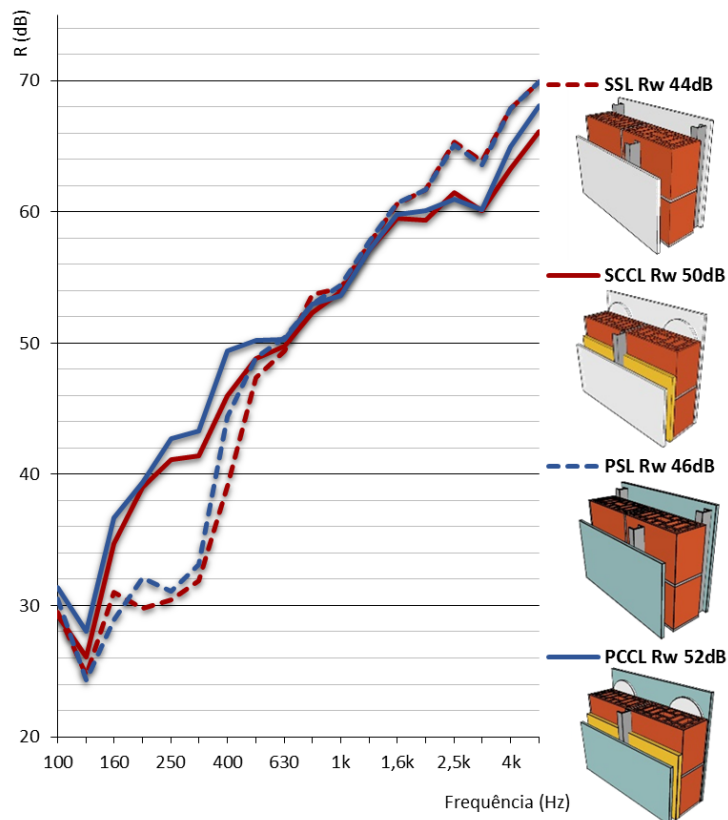 R (dB)
70
60
50
40
30
20
100
160
250
400
630
1k
1,6k
2,5k
4k
Frequência (Hz)
SSL Rw 44dB
SCCL Rw 50dB
PSL Rw 46dB
PCCL Rw 52dB